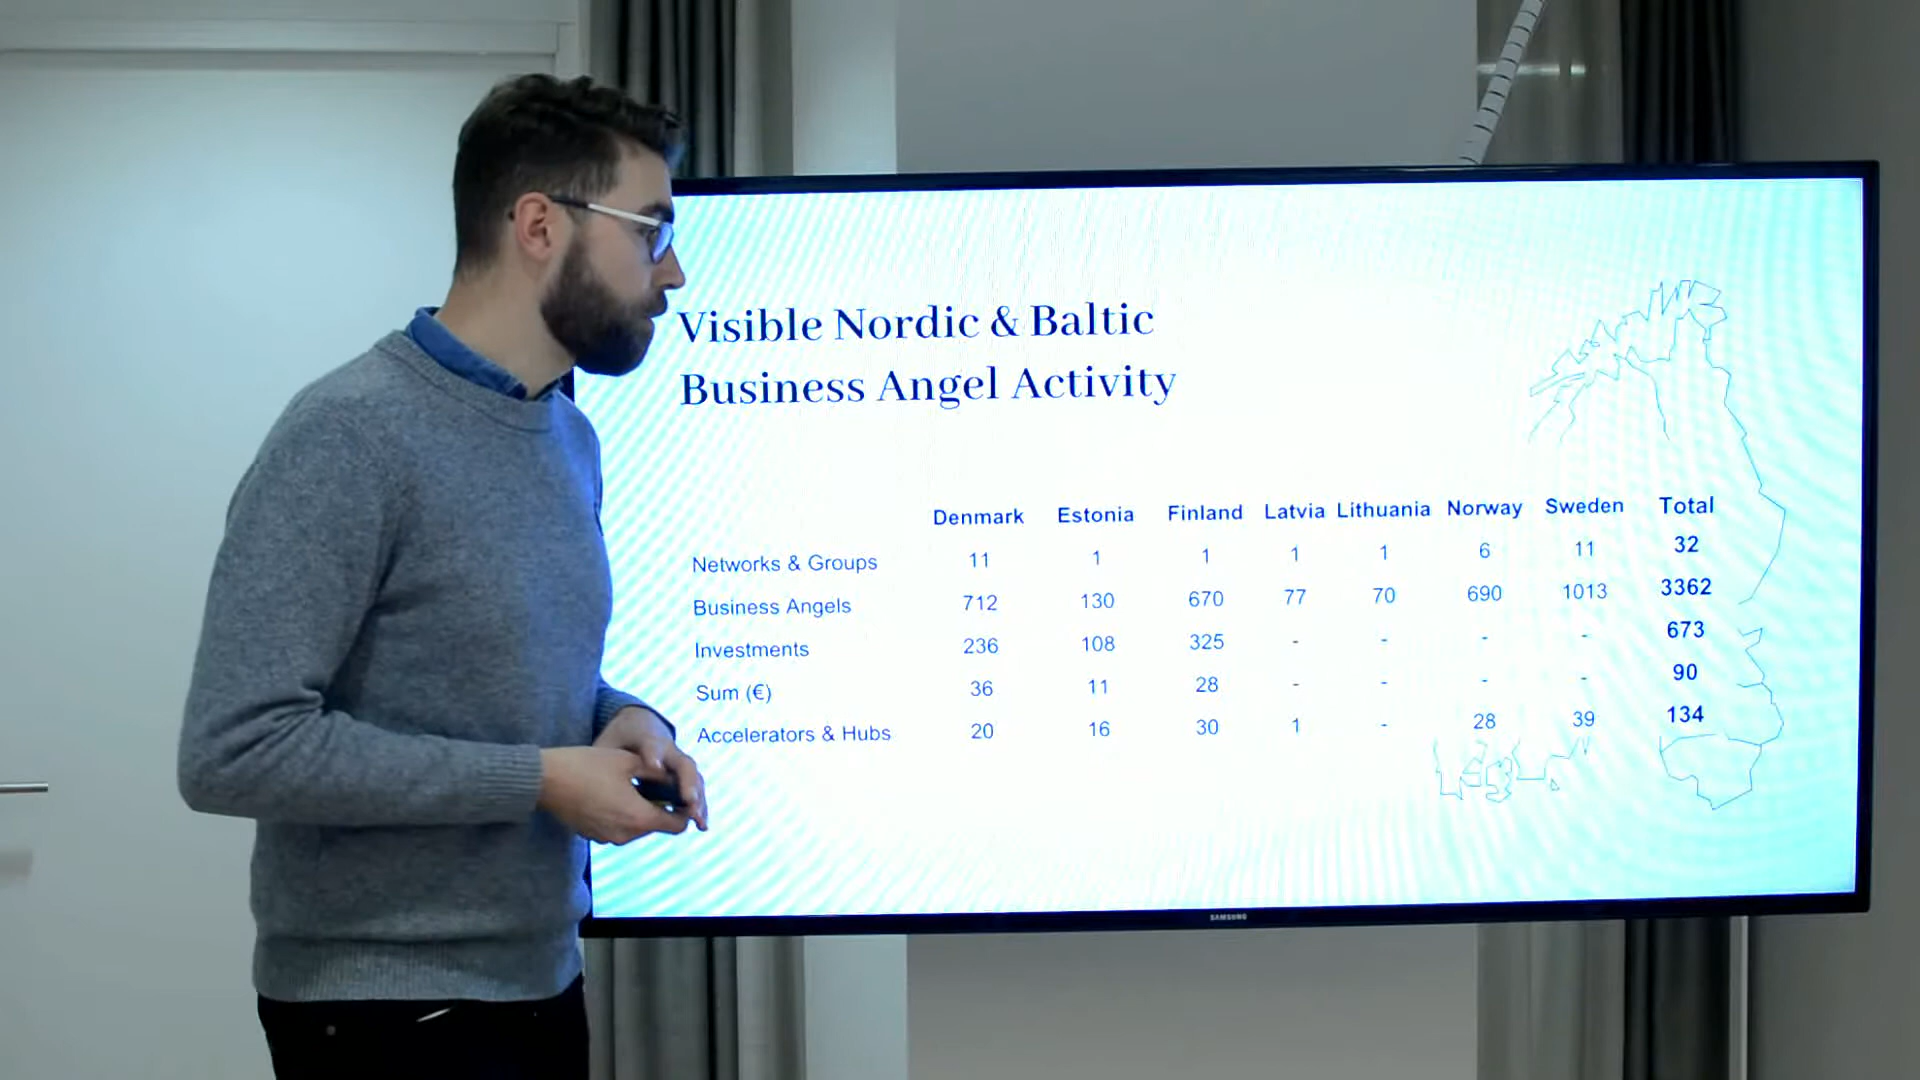 Visible Nordic & Baltic
Business Angel Activity
Denmark Estonia Finland Latvia Lithuania Norway Sweden Total
Networks & Groups 11 1 1 1 1 6 11 32
Business Angels 712 130 670 77 70 690 1013 3362
Investments 236 108 325 - - - - 673
Sum (€) 36 11 28 - - - - 90
Accelerators & Hubs 20 16 30 1 - 28 39 134
SAMSUNG